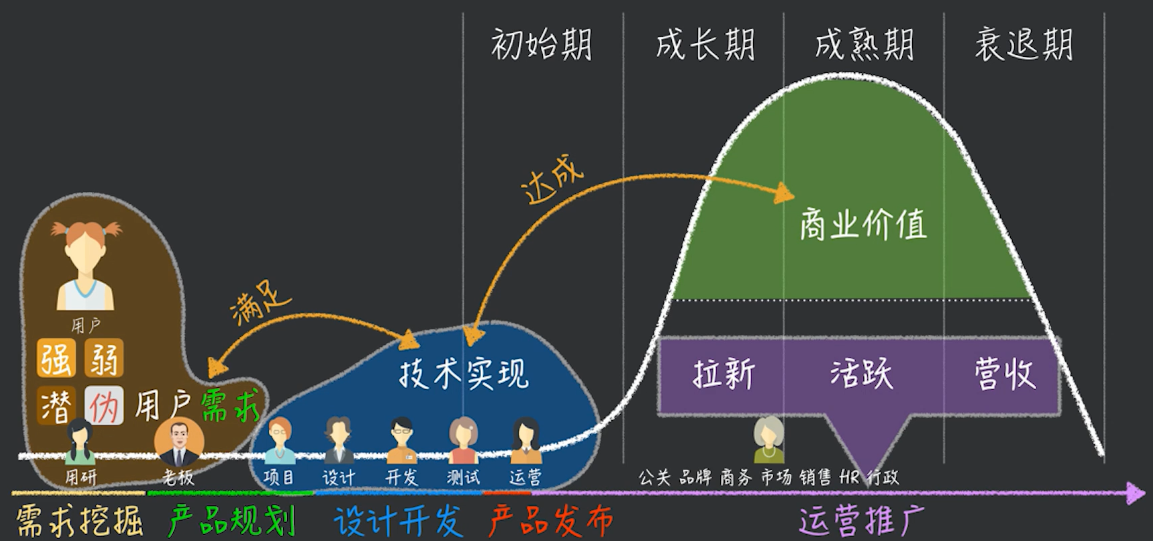 初始期 成长期 成熟期 衰退期
达成
商业价值
满足
用户
强 弱
潜 伪 用户需求
技术实现
拉新 活跃 营收
用研 老板 项目 设计 开发 测试 运营
公关 品牌 商务 市场 销售 HR 行政
需求挖掘 产品规划 设计开发 产品发布 运营推广